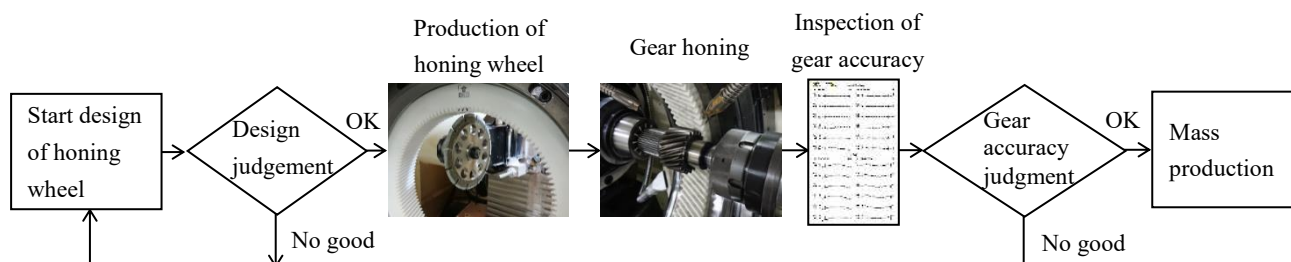 Start design
of honing
wheel
Design
judgement
OK
No good
Production of
honing wheel
Gear honing
Inspection of
gear accuracy
Gear
accuracy
judgment
OK
No good
Mass
production